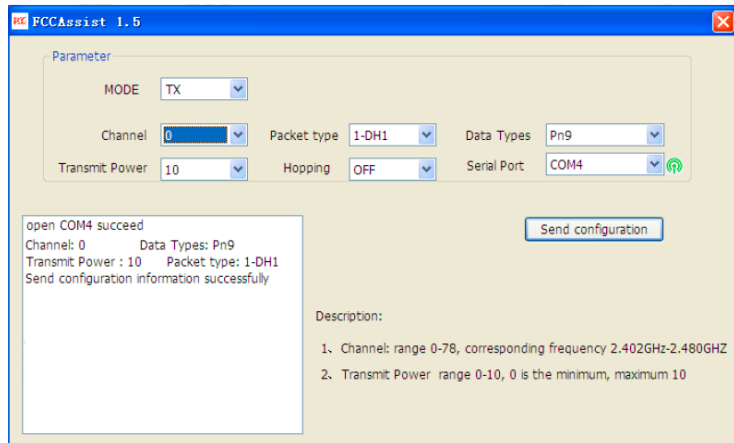 FCC FCCAssist 1.5
Parameter
MODE TX
Channel 0 Packet type 1-DH1 Data Types Pn9
Transmit Power 10 Hopping OFF Serial Port COM4
open COM4 succeed
Channel: 0 Data Types: Pn9
Transmit Power : 10 Packet type: 1-DH1
Send configuration information successfully
Send configuration
Description:
1、Channel: range 0-78, corresponding frequency 2.402GHz-2.480GHZ
2、Transmit Power range 0-10, 0 is the minimum, maximum 10